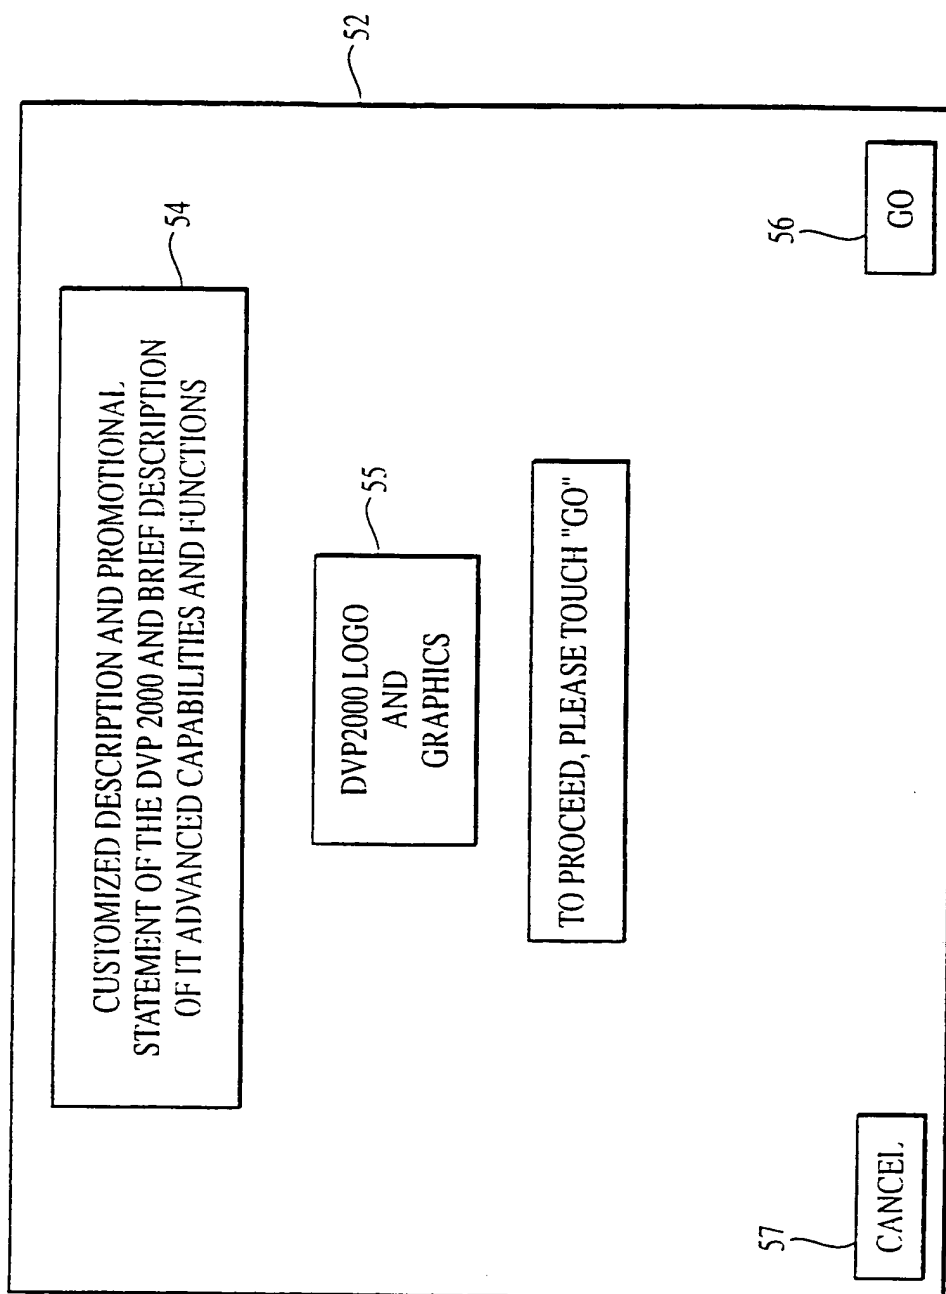 52
54
CUSTOMIZED DESCRIPTION AND PROMOTIONAL
STATEMENT OF THE DVP 2000 AND BRIEF DESCRIPTION
OF IT ADVANCED CAPABILITIES AND FUNCTIONS
55
DVP2000 LOGO
AND
GRAPHICS
TO PROCEED, PLEASE TOUCH "GO"
57
CANCEL
56
GO